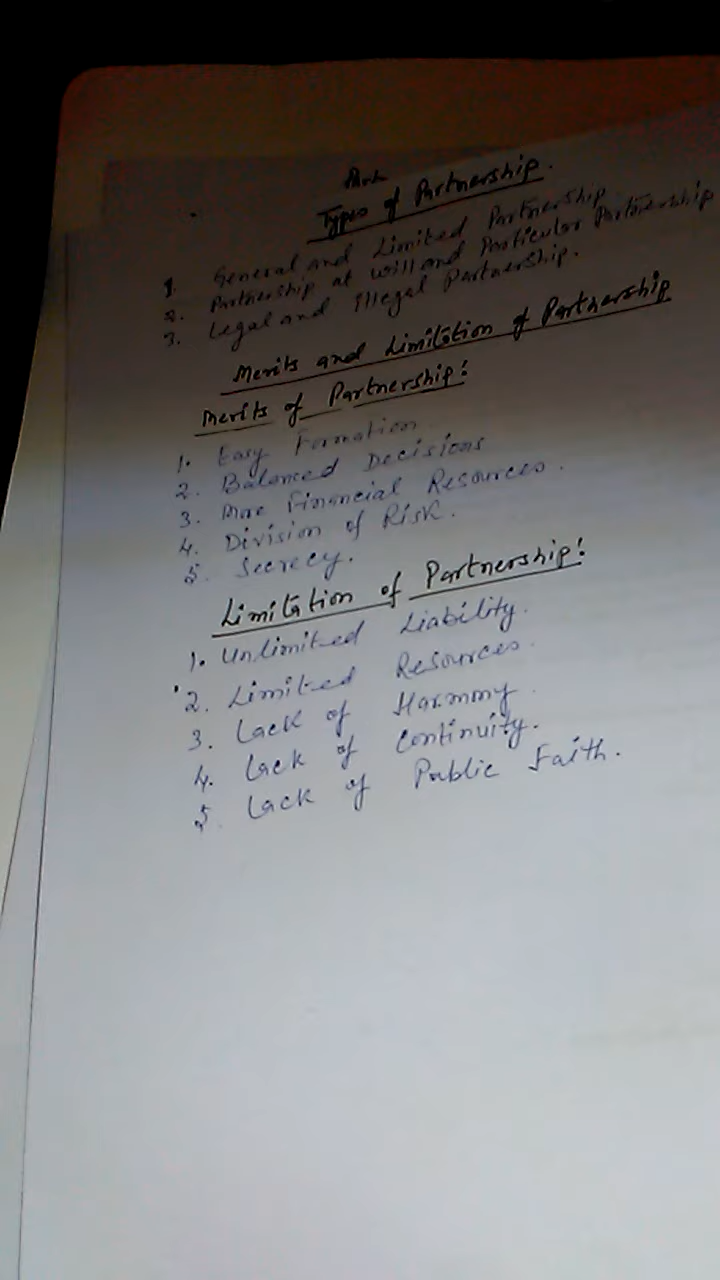 Part
Types of Partnership.
1. General and Limited Partnership
2. Partnership at will and Particular Partnership
3. Legal and Illegal Partnership.
Merits and Limitation of Partnership
Merits of Partnership:
1. Easy Formation
2. Balanced Decisions
3. More Financial Resources.
4. Division of Risk.
5. Secrecy.
Limitation of Partnership:
1. Unlimited Liability.
2. Limited Resources.
3. Lack of Harmony.
4. Lack of Continuity.
5. Lack of Public Faith.